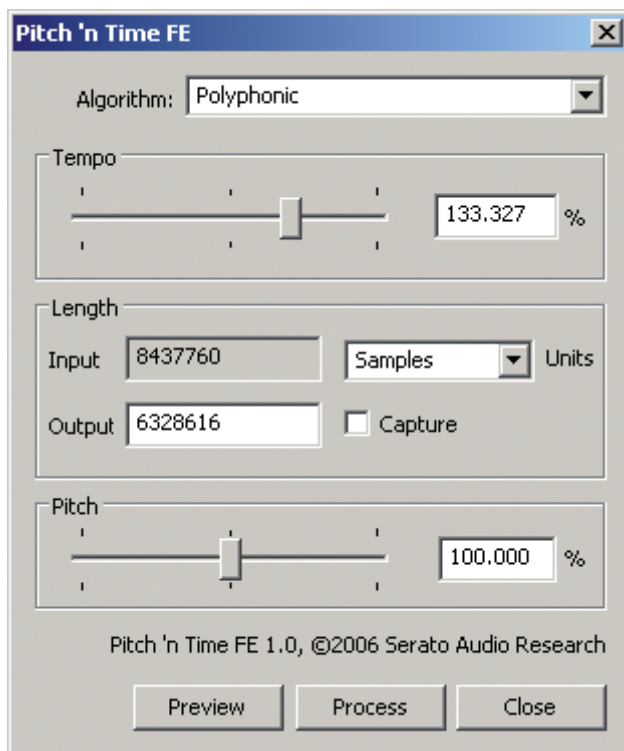 Pitch 'n Time FE
Algorithm: Polyphonic
Tempo
133.327 %
Length
Input 8437760 Samples Units
Output 6328616 Capture
Pitch
100.000 %
Pitch 'n Time FE 1.0, ©2006 Serato Audio Research
Preview Process Close